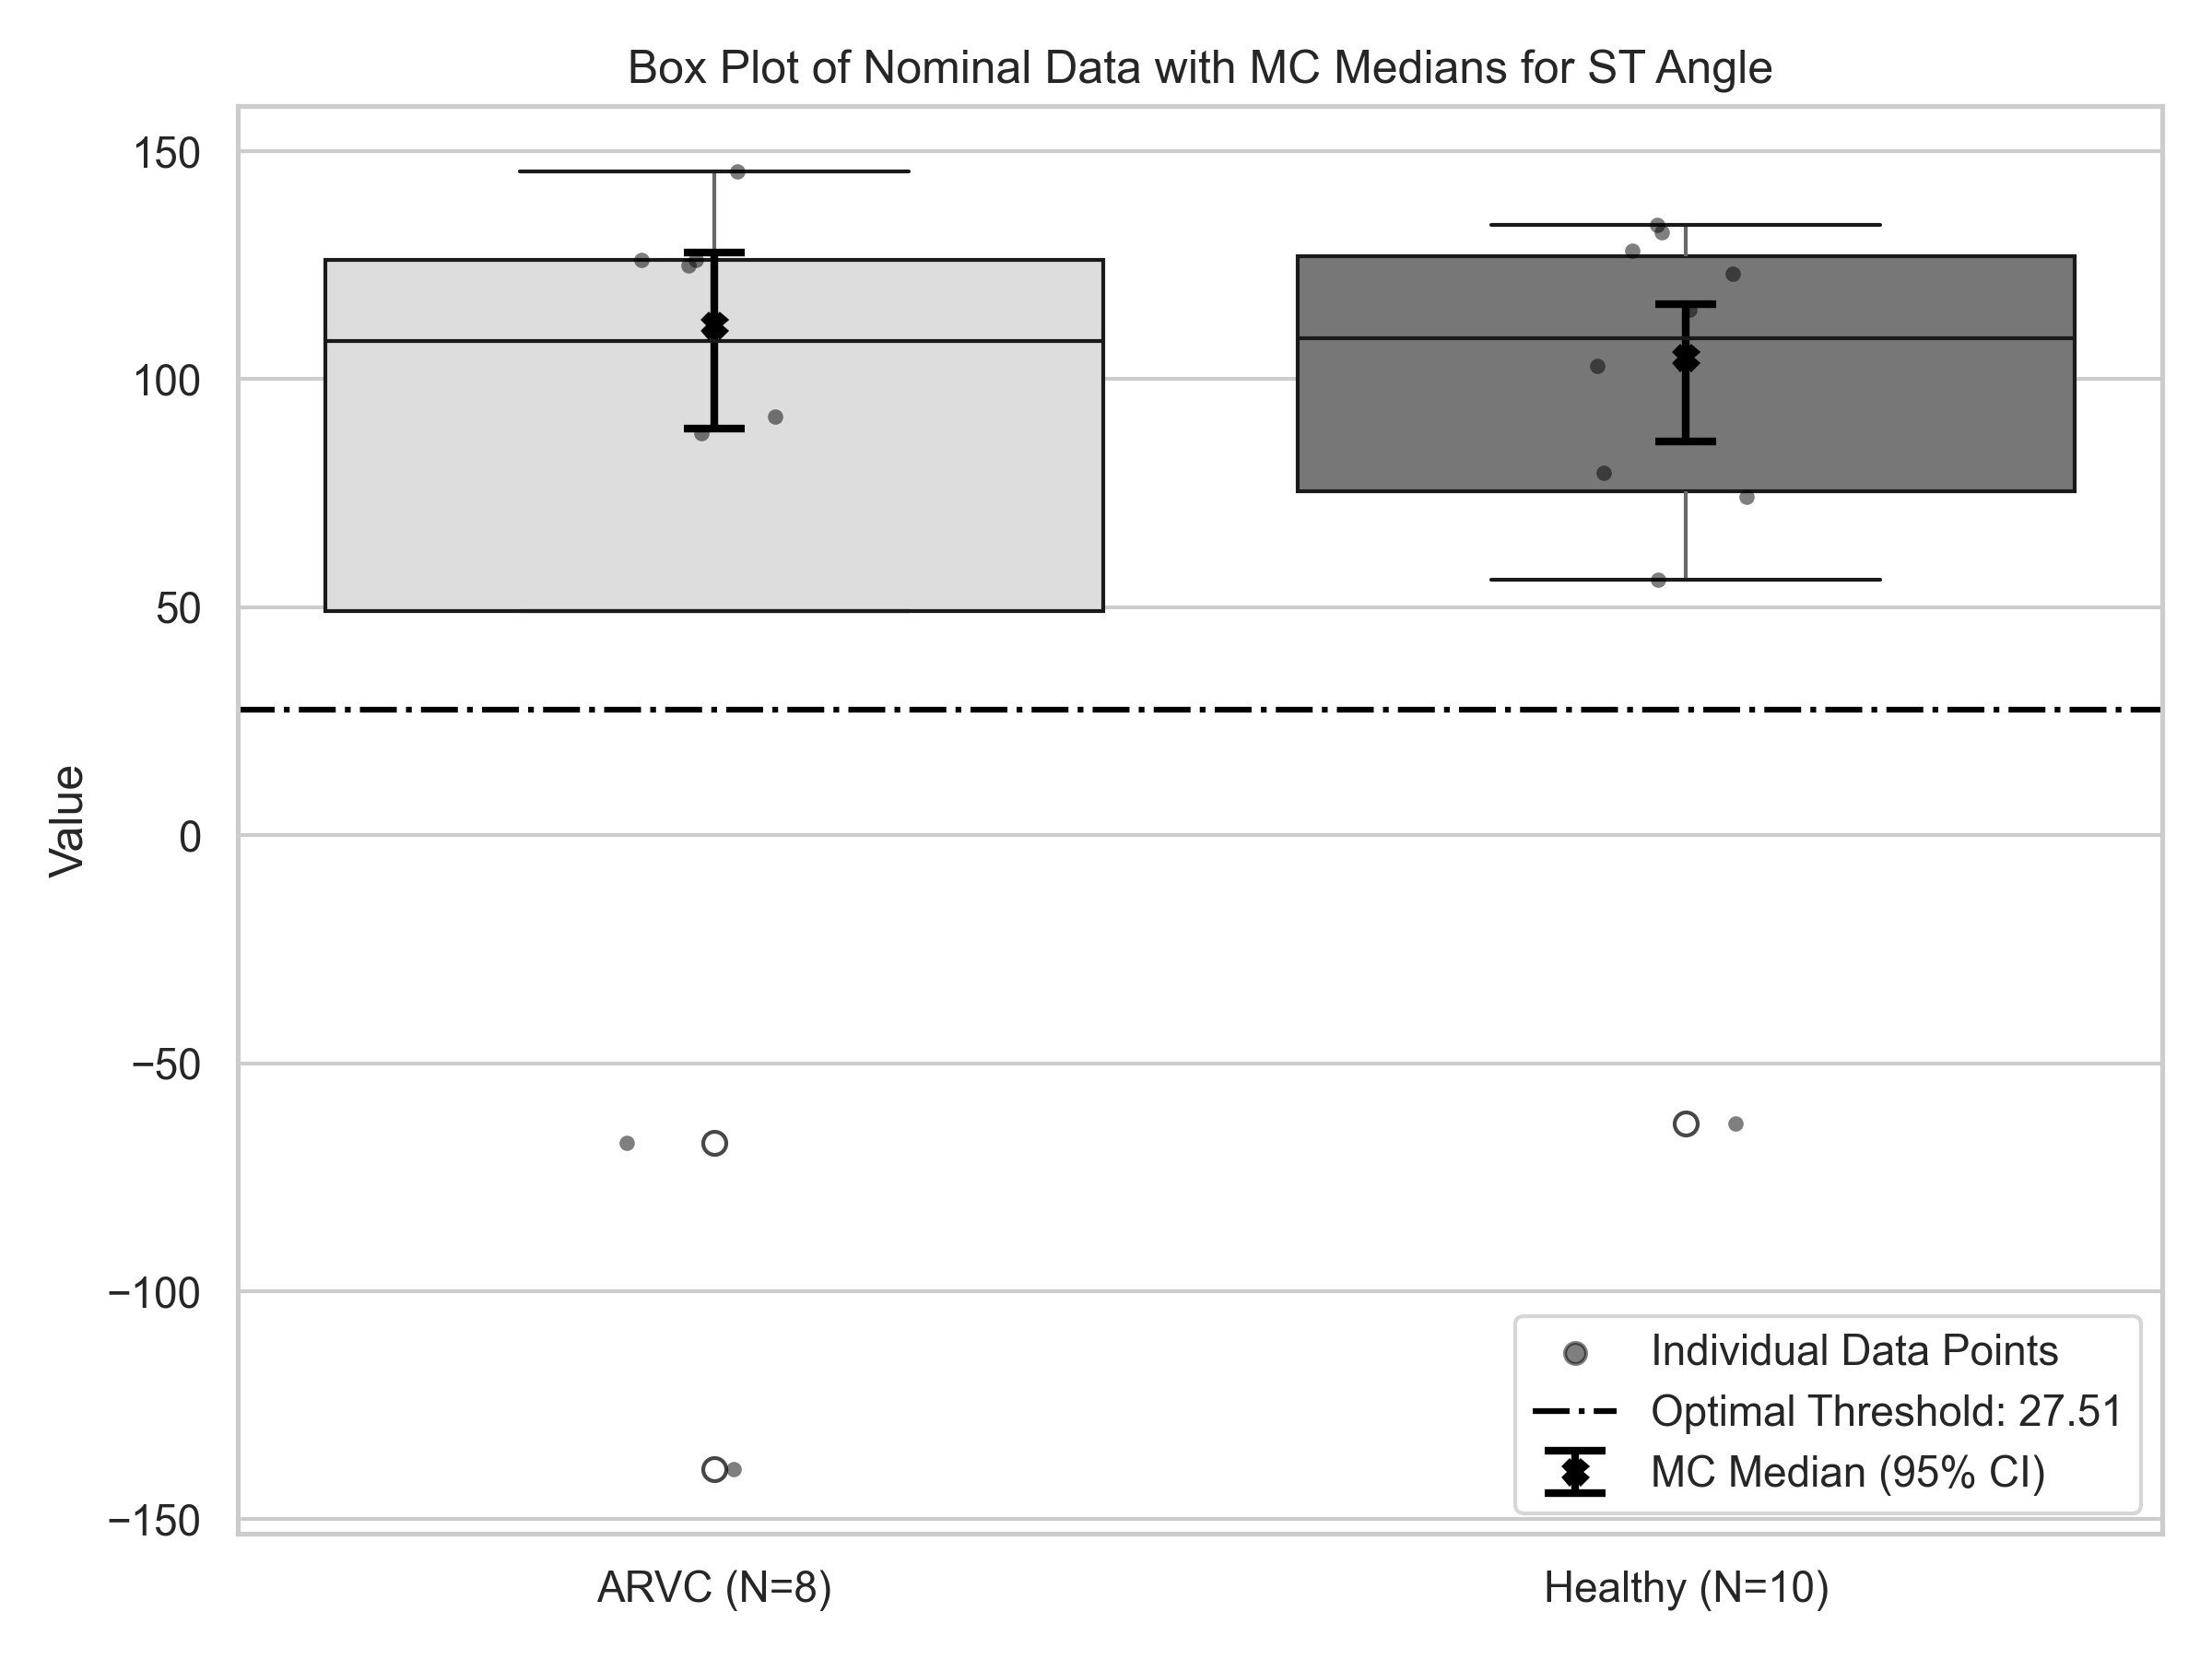 Box Plot of Nominal Data with MC Medians for ST Angle
150
100
50
0
−50
−100
−150
Value
Individual Data Points
Optimal Threshold: 27.51
MC Median (95% CI)
ARVC (N=8)
Healthy (N=10)